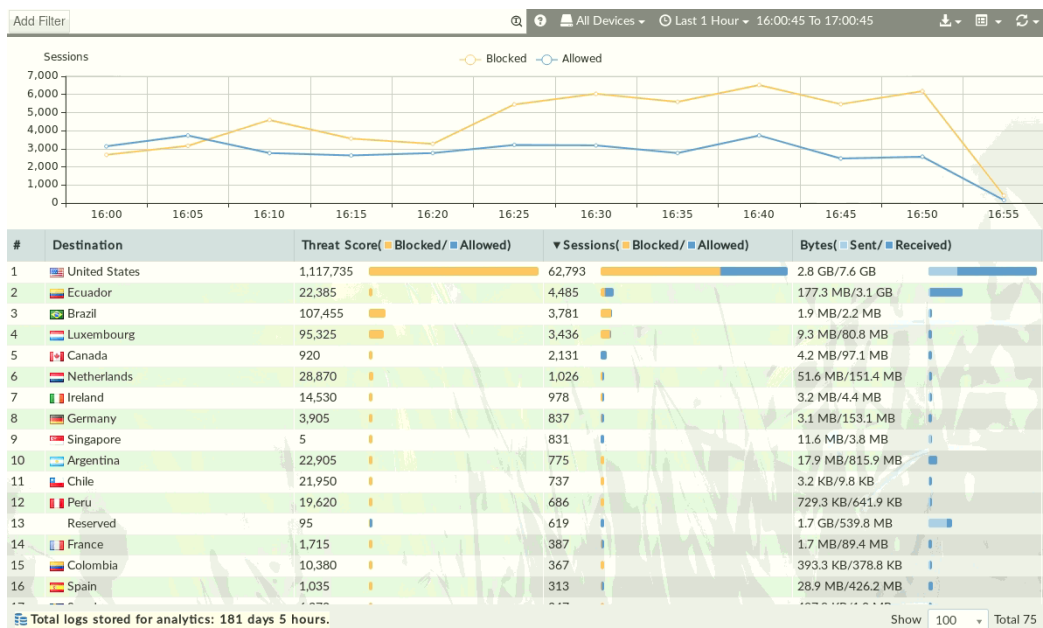 Add Filter All Devices Last 1 Hour 16:00:45 To 17:00:45
Sessions Blocked Allowed
7,000
6,000
5,000
4,000
3,000
2,000
1,000
0
16:00 16:05 16:10 16:15 16:20 16:25 16:30 16:35 16:40 16:45 16:50 16:55
# Destination Threat Score( Blocked/ Allowed) ▼Sessions( Blocked/ Allowed) Bytes( Sent/ Received)
1 United States 1,117,735 62,793 2.8 GB/7.6 GB
2 Ecuador 22,385 4,485 177.3 MB/3.1 GB
3 Brazil 107,455 3,781 1.9 MB/2.2 MB
4 Luxembourg 95,325 3,436 9.3 MB/80.8 MB
5 Canada 920 2,131 4.2 MB/97.1 MB
6 Netherlands 28,870 1,026 51.6 MB/151.4 MB
7 Ireland 14,530 978 3.2 MB/4.4 MB
8 Germany 3,905 837 3.1 MB/153.1 MB
9 Singapore 5 831 11.6 MB/3.8 MB
10 Argentina 22,905 775 17.9 MB/815.9 MB
11 Chile 21,950 737 3.2 KB/9.8 KB
12 Peru 19,620 686 729.3 KB/641.9 KB
13 Reserved 95 619 1.7 GB/539.8 MB
14 France 1,715 387 1.7 MB/89.4 MB
15 Colombia 10,380 367 393.3 KB/378.8 KB
16 Spain 1,035 313 28.9 MB/426.2 MB
Total logs stored for analytics: 181 days 5 hours. Show 100 Total 75